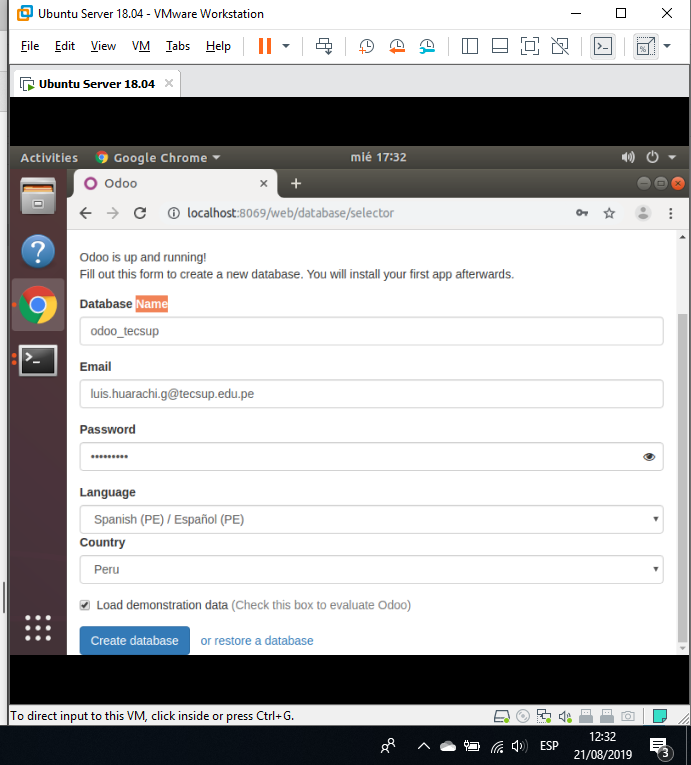 Ubuntu Server 18.04 - VMware Workstation
File Edit View VM Tabs Help
Ubuntu Server 18.04
Activities Google Chrome mié 17:32
Odoo
localhost:8069/web/database/selector
Odoo is up and running!
Fill out this form to create a new database. You will install your first app afterwards.
Database Name
odoo_tecsup
Email
luis.huarachi.g@tecsup.edu.pe
Password
•••••••••
Language
Spanish (PE) / Español (PE)
Country
Peru
Load demonstration data (Check this box to evaluate Odoo)
Create database or restore a database
To direct input to this VM, click inside or press Ctrl+G.
ESP
12:32
21/08/2019
3